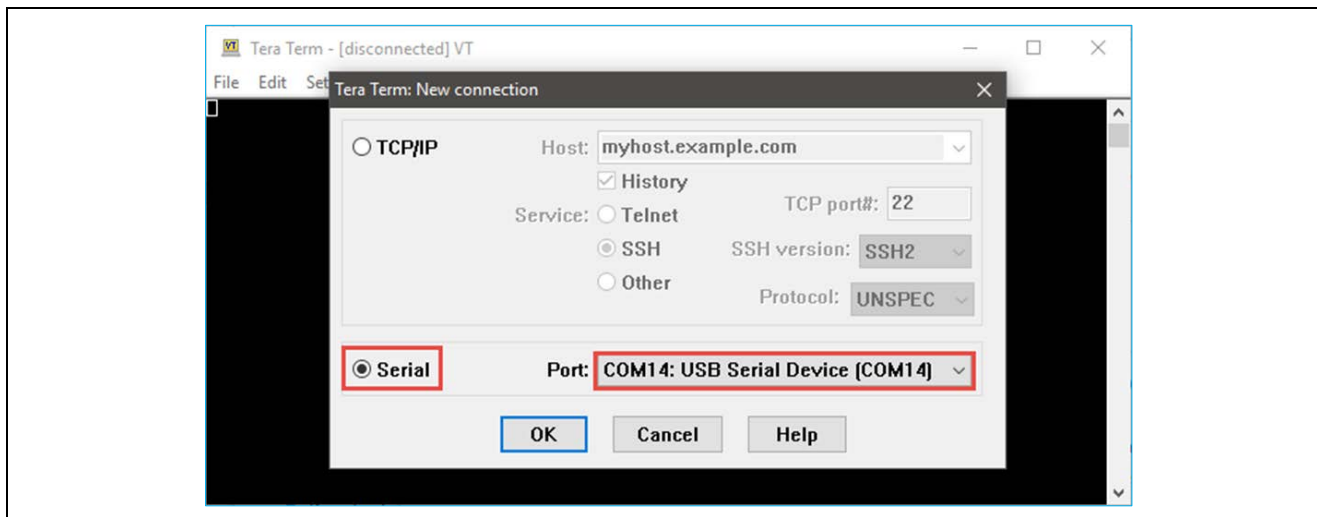 VT Tera Term - [disconnected] VT
File Edit Set
Tera Term: New connection
TCP/IP Host: myhost.example.com
History
Service: Telnet TCP port#: 22
SSH SSH version: SSH2
Other Protocol: UNSPEC
Serial Port: COM14: USB Serial Device (COM14)
OK Cancel Help